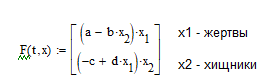 F(t,x) := [ (a − b·x₂)·x₁   x1 - жертвы
(−c + d·x₁)·x₂ ]   x2 - хищники